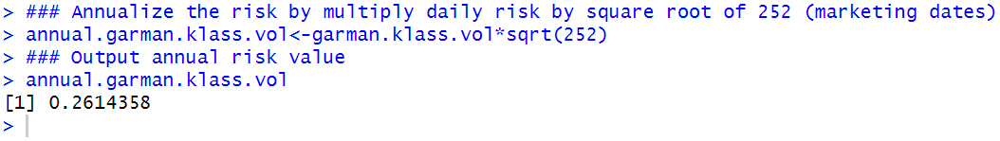 > ### Annualize the risk by multiply daily risk by square root of 252 (marketing dates)
> annual.garman.klass.vol<-garman.klass.vol*sqrt(252)
> ### Output annual risk value
> annual.garman.klass.vol
[1] 0.2614358
>